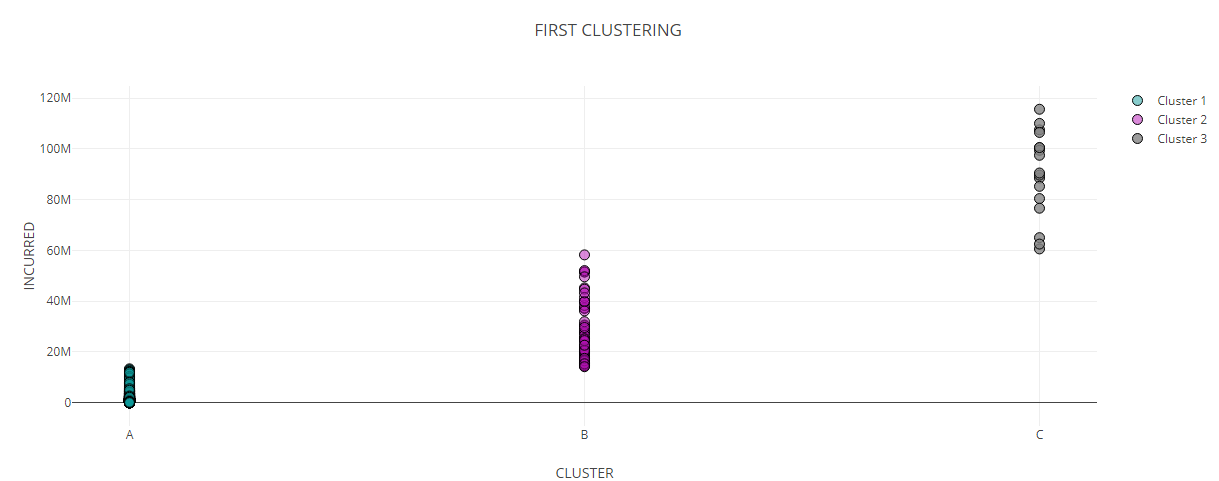 FIRST CLUSTERING
120M
100M
80M
60M
40M
20M
0
INCURRED
A
B
C
CLUSTER
Cluster 1
Cluster 2
Cluster 3